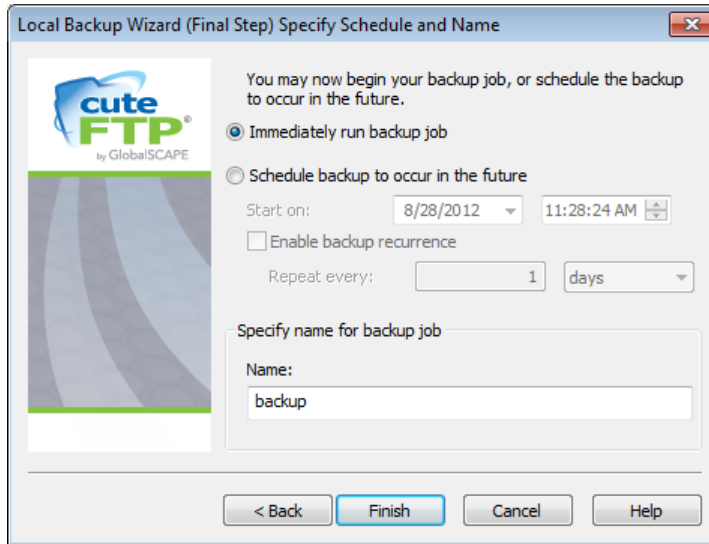 Local Backup Wizard (Final Step) Specify Schedule and Name
cute
FTP®
by GlobalSCAPE
You may now begin your backup job, or schedule the backup
to occur in the future.
Immediately run backup job
Schedule backup to occur in the future
Start on: 8/28/2012 11:28:24 AM
Enable backup recurrence
Repeat every: 1 days
Specify name for backup job
Name:
backup
< Back Finish Cancel Help